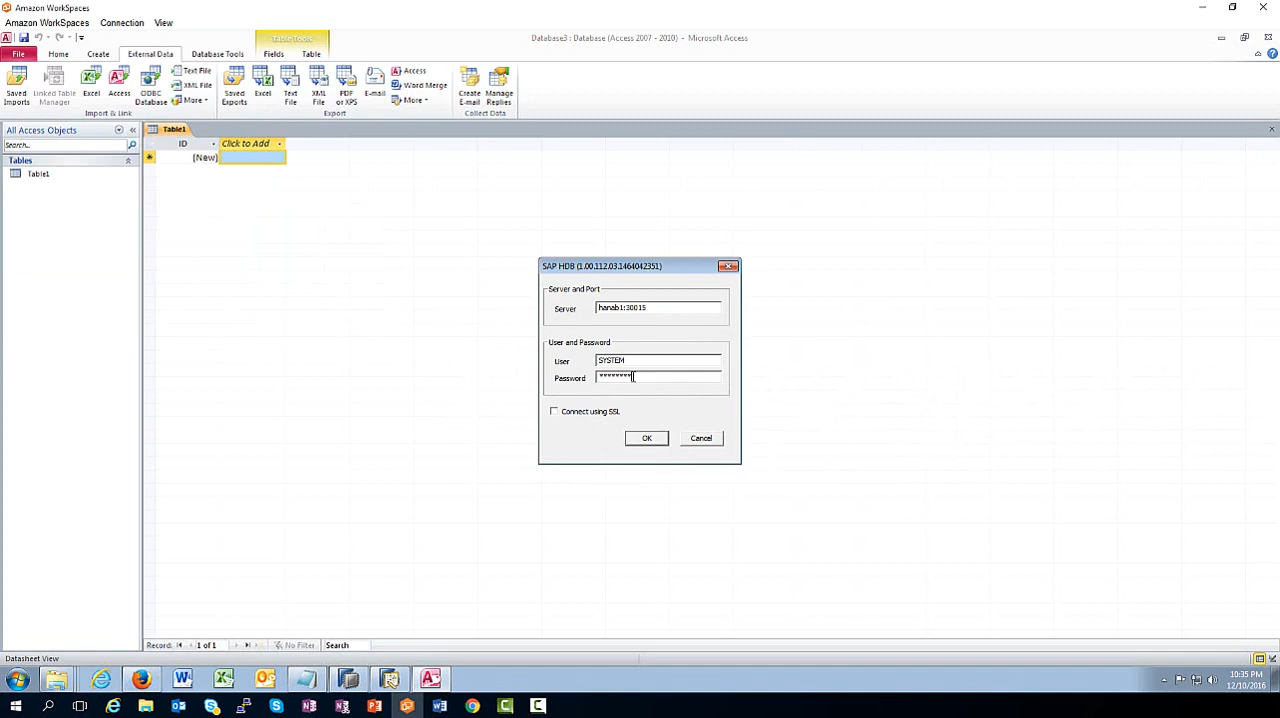 Amazon WorkSpaces
Amazon WorkSpaces Connection View
Table Tools
Database3 : Database (Access 2007 - 2010) - Microsoft Access
File Home Create External Data Database Tools Fields Table
Saved Imports
Linked Table Manager
Excel
Access
ODBC Database
Text File
XML File
More
Import & Link
Saved Exports
Excel
Text File
XML File
PDF or XPS
E-mail
Access
Word Merge
More
Export
Create E-mail
Manage Replies
Collect Data
All Access Objects
Search...
Tables
Table1
Table1
ID Click to Add
(New)
SAP HDB (1.00.112.03.1464042351)
Server and Port
Server hanab1:30015
User and Password
User SYSTEM
Password ********
Connect using SSL
OK Cancel
Record: 1 of 1 No Filter Search
Datasheet View
10:35 PM
12/10/2016